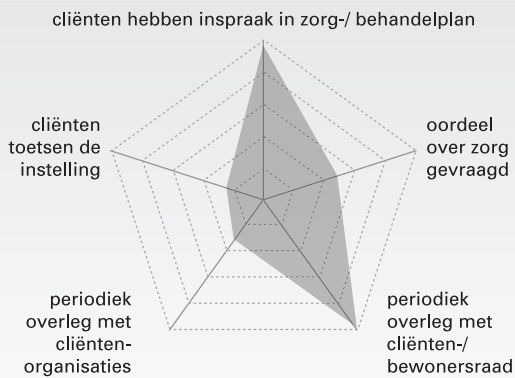 cliënten hebben inspraak in zorg-/ behandelplan
cliënten
toetsen de
instelling
oordeel
over zorg
gevraagd
periodiek
overleg met
cliënten-
organisaties
periodiek
overleg met
cliënten-/
bewonersraad